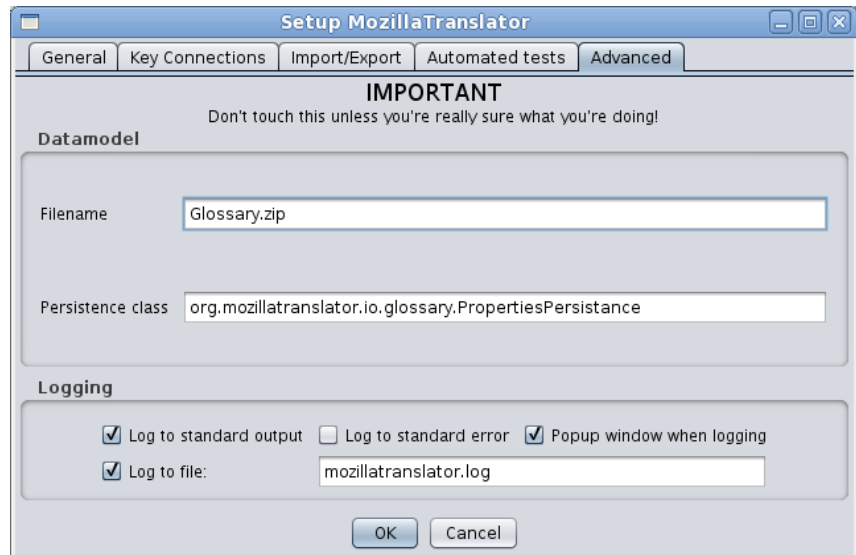 Setup MozillaTranslator
General Key Connections Import/Export Automated tests Advanced
IMPORTANT
Don't touch this unless you're really sure what you're doing!
Datamodel
Filename Glossary.zip
Persistence class org.mozillatranslator.io.glossary.PropertiesPersistance
Logging
Log to standard output Log to standard error Popup window when logging
Log to file: mozillatranslator.log
OK Cancel